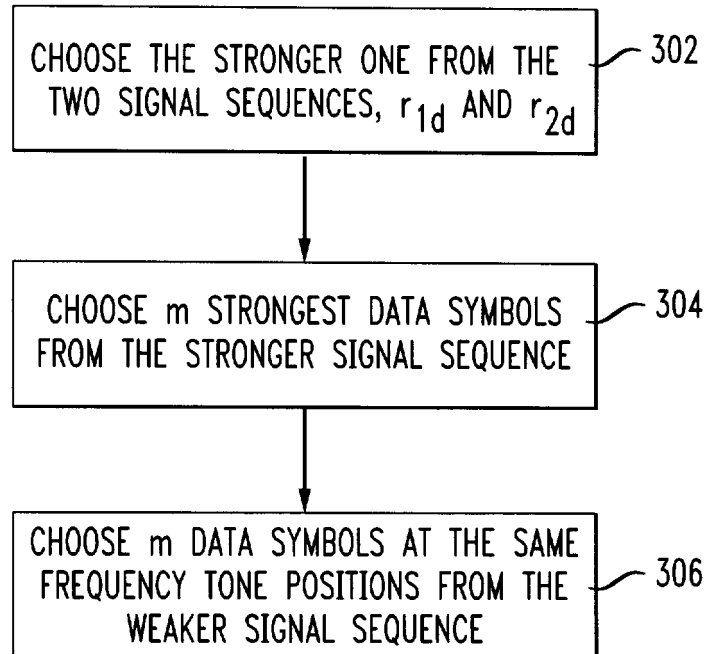 CHOOSE THE STRONGER ONE FROM THE
TWO SIGNAL SEQUENCES, r1d AND r2d
302
CHOOSE m STRONGEST DATA SYMBOLS
FROM THE STRONGER SIGNAL SEQUENCE
304
CHOOSE m DATA SYMBOLS AT THE SAME
FREQUENCY TONE POSITIONS FROM THE
WEAKER SIGNAL SEQUENCE
306